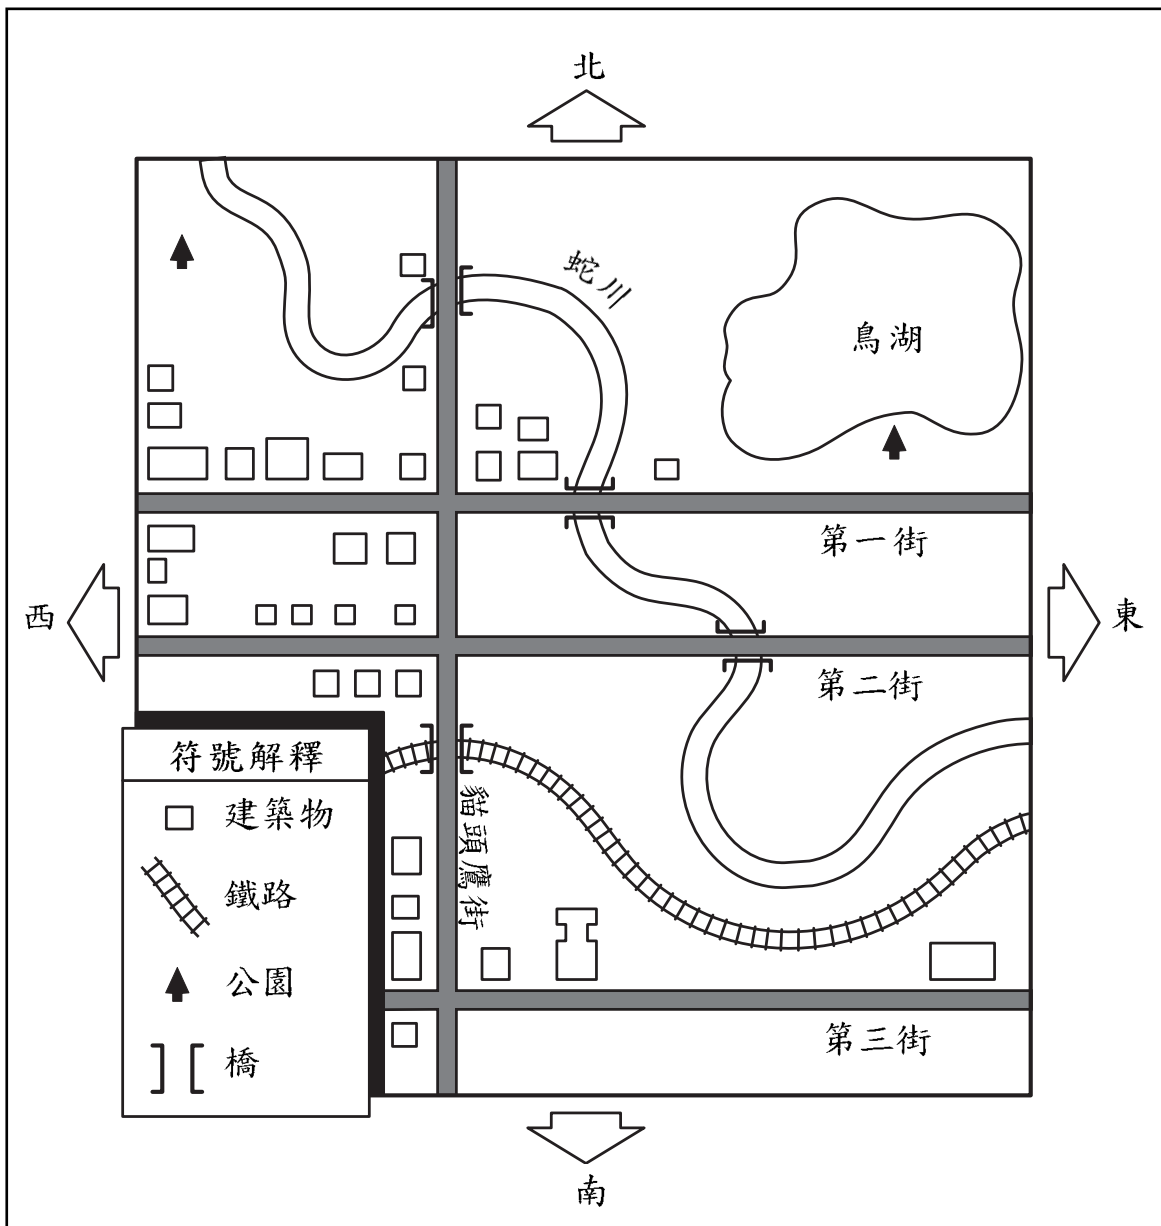 北
蛇川
鳥湖
第一街
西
東
第二街
符號解釋
建築物
貓頭鷹街
鐵路
公園
第三街
橋
南